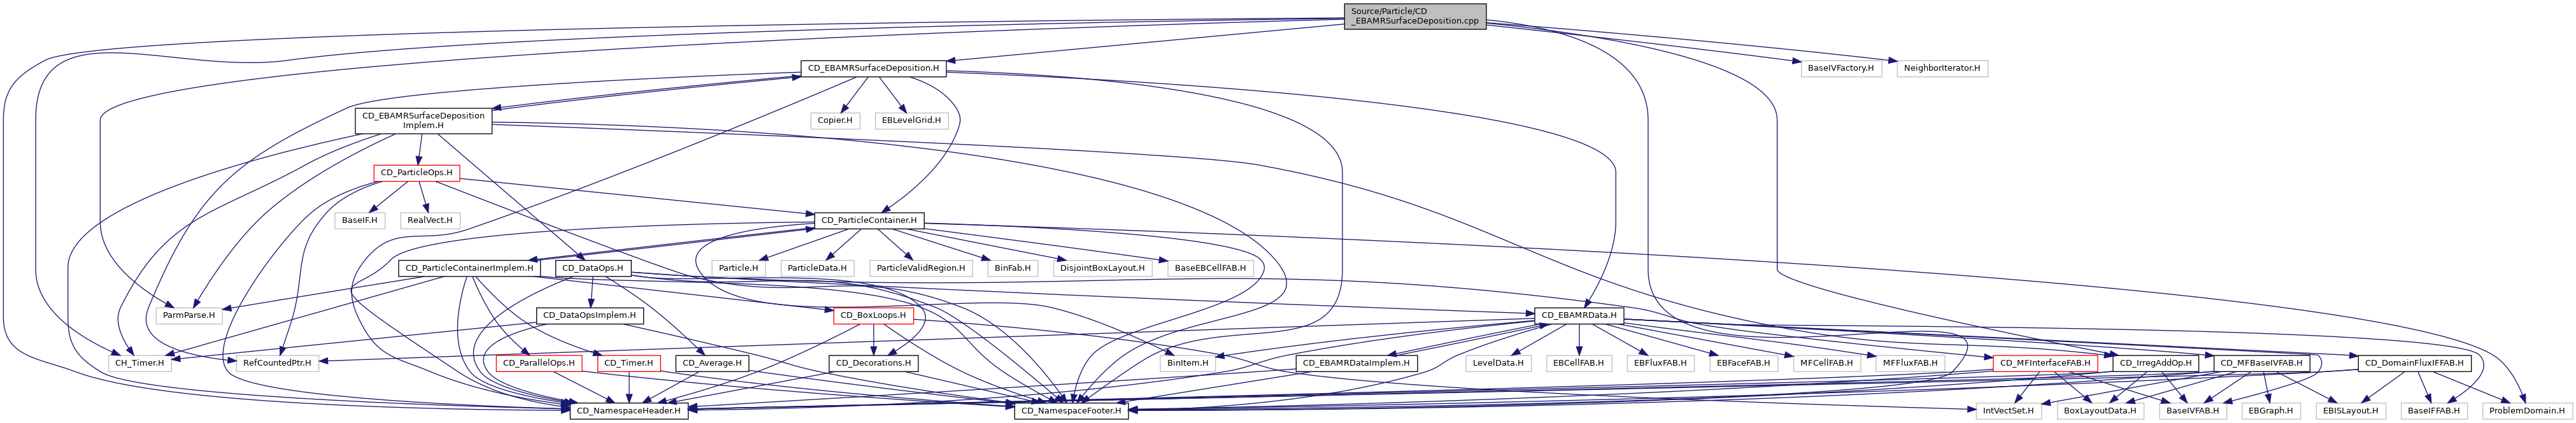 Source/Particle/CD
_EBAMRSurfaceDeposition.cpp
CD_EBAMRSurfaceDeposition.H
BaseIVFactory.H
NeighborIterator.H
CD_EBAMRSurfaceDeposition
Implem.H
Copier.H
EBLevelGrid.H
CD_ParticleOps.H
BaseIF.H
RealVect.H
CD_ParticleContainer.H
CD_ParticleContainerImplem.H
CD_DataOps.H
Particle.H
ParticleData.H
ParticleValidRegion.H
BinFab.H
DisjointBoxLayout.H
BaseEBCellFAB.H
ParmParse.H
CD_DataOpsImplem.H
CD_BoxLoops.H
CD_EBAMRData.H
CH_Timer.H
RefCountedPtr.H
CD_ParallelOps.H
CD_Timer.H
CD_Average.H
CD_Decorations.H
BinItem.H
CD_EBAMRDataImplem.H
LevelData.H
EBCellFAB.H
EBFluxFAB.H
EBFaceFAB.H
MFCellFAB.H
MFFluxFAB.H
CD_MFInterfaceFAB.H
CD_IrregAddOp.H
CD_MFBaseIVFAB.H
CD_DomainFluxIFFAB.H
CD_NamespaceHeader.H
CD_NamespaceFooter.H
IntVectSet.H
BoxLayoutData.H
BaseIVFAB.H
EBGraph.H
EBISLayout.H
BaseIFFAB.H
ProblemDomain.H